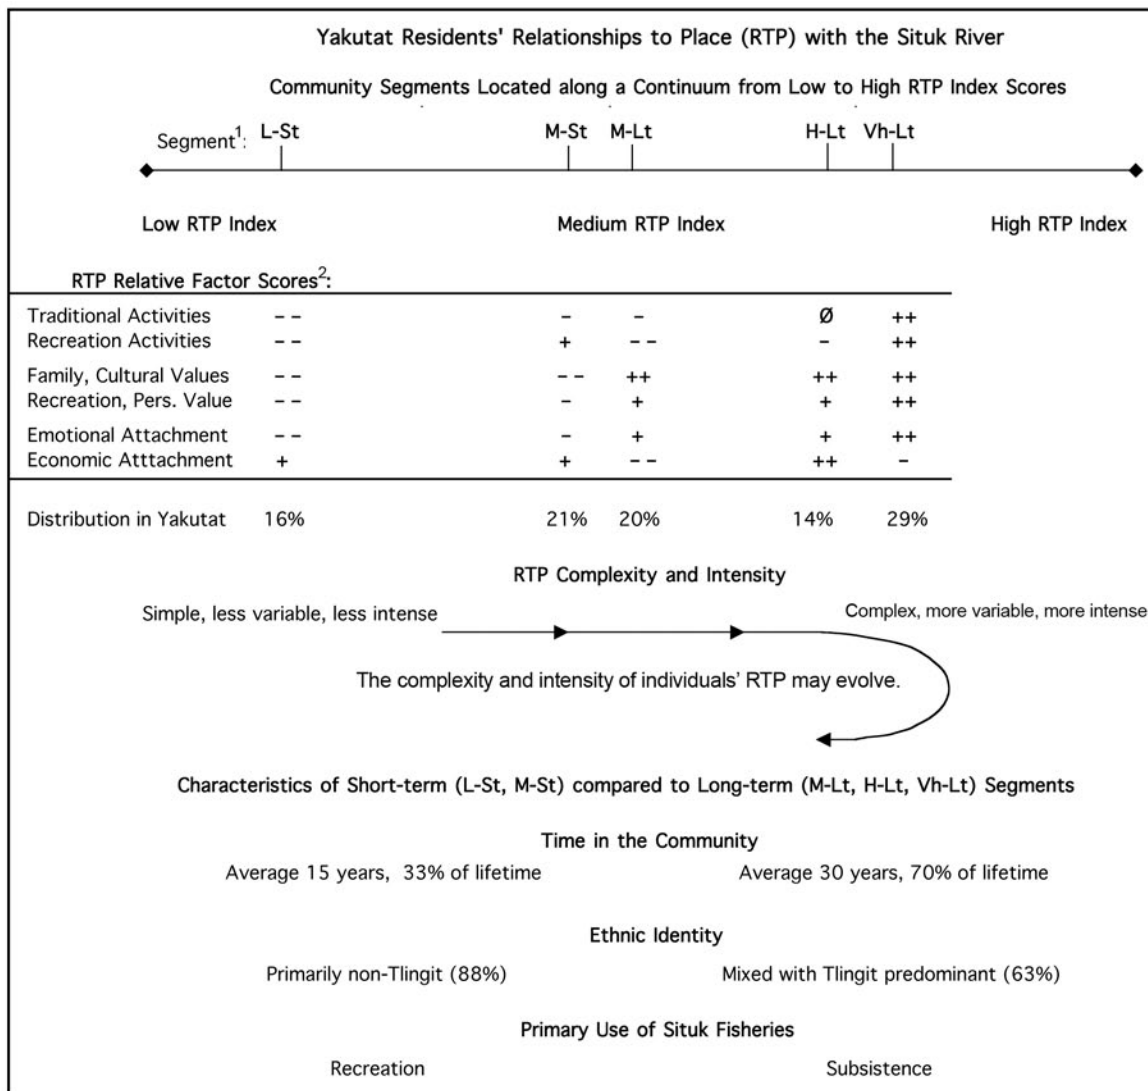 Yakutat Residents' Relationships to Place (RTP) with the Situk River
Community Segments Located along a Continuum from Low to High RTP Index Scores
Segment1: L-St M-St M-Lt H-Lt Vh-Lt
Low RTP Index Medium RTP Index High RTP Index
RTP Relative Factor Scores2:
Traditional Activities -- - - Ø ++
Recreation Activities -- + -- - ++
Family, Cultural Values -- -- ++ ++ ++
Recreation, Pers. Value -- - + + ++
Emotional Attachment -- - + + ++
Economic Atttachment + + -- ++ -
Distribution in Yakutat 16% 21% 20% 14% 29%
RTP Complexity and Intensity
Simple, less variable, less intense Complex, more variable, more intense
The complexity and intensity of individuals' RTP may evolve.
Characteristics of Short-term (L-St, M-St) compared to Long-term (M-Lt, H-Lt, Vh-Lt) Segments
Time in the Community
Average 15 years, 33% of lifetime Average 30 years, 70% of lifetime
Ethnic Identity
Primarily non-Tlingit (88%) Mixed with Tlingit predominant (63%)
Primary Use of Situk Fisheries
Recreation Subsistence